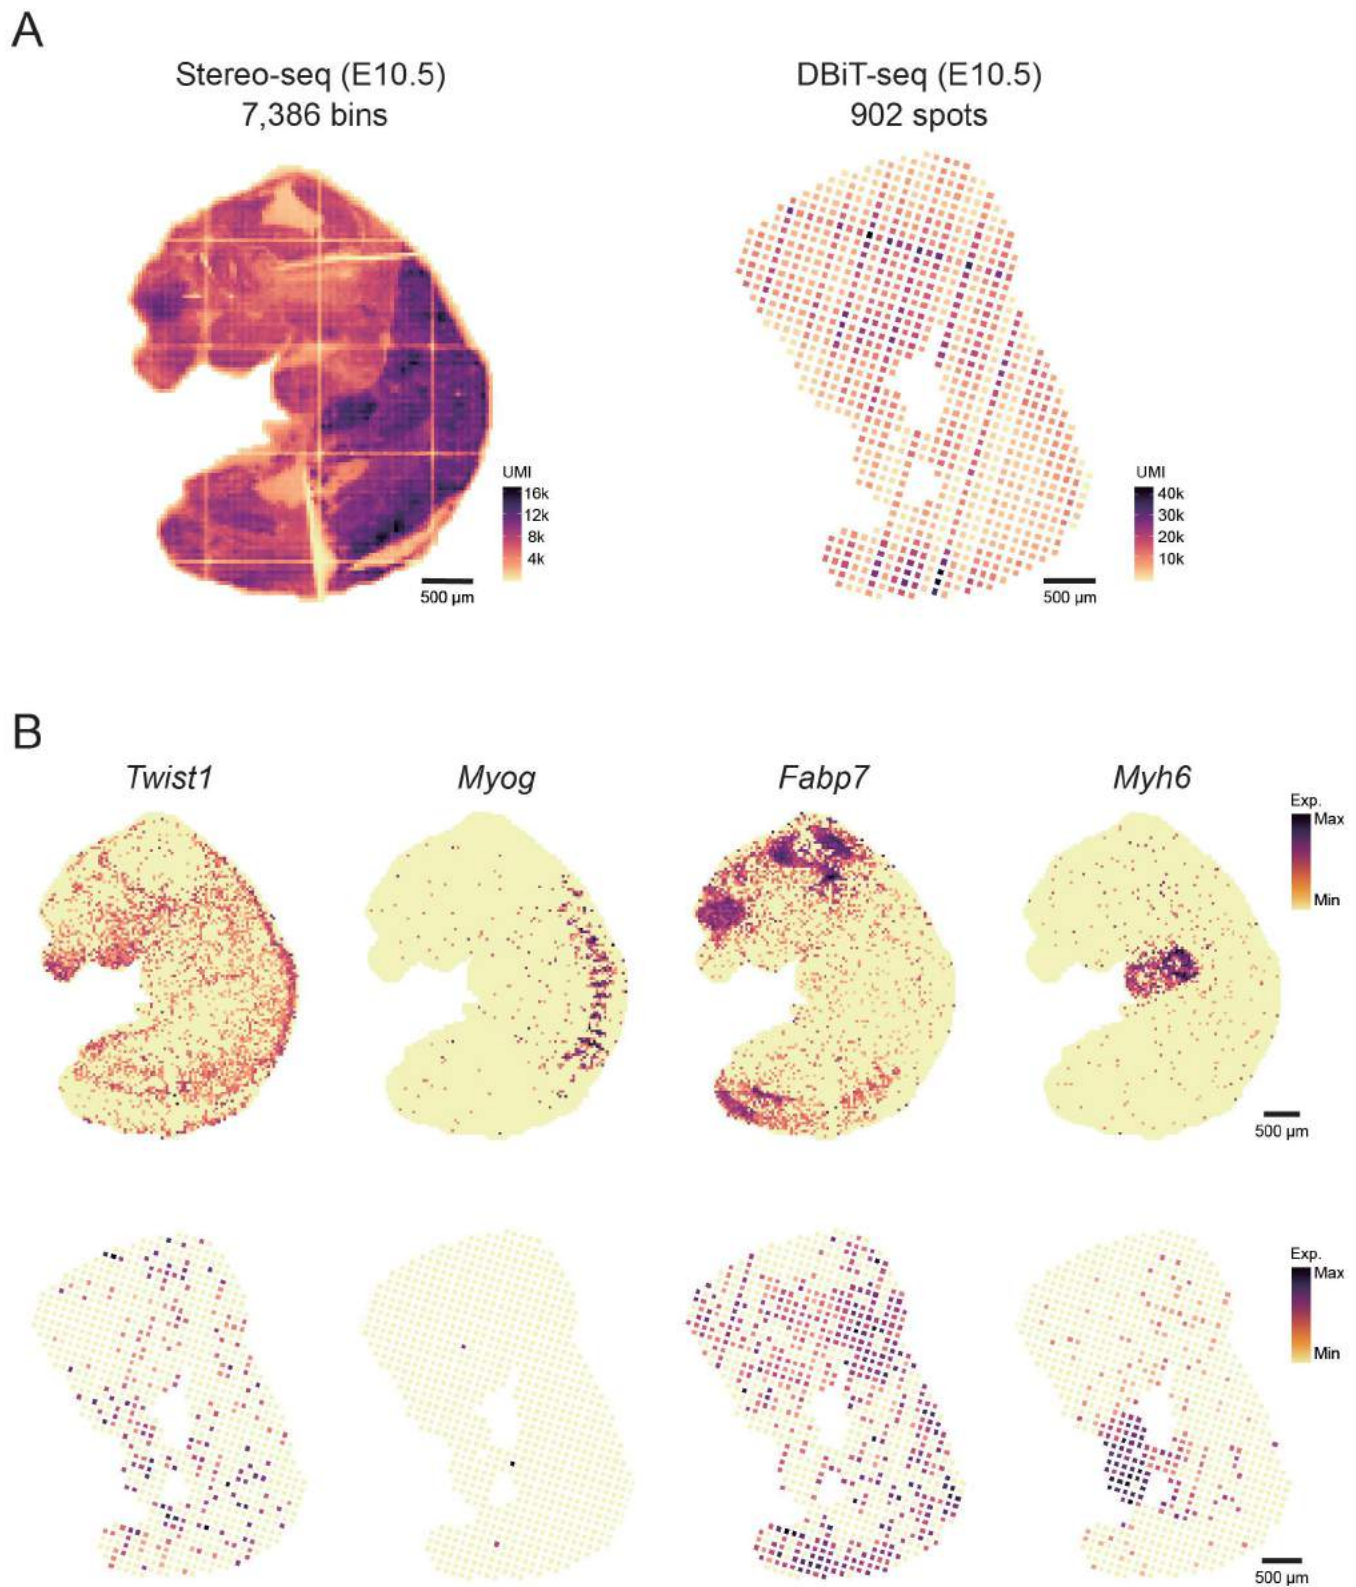 A
Stereo-seq (E10.5)
7,386 bins
DBiT-seq (E10.5)
902 spots
UMI
16k
12k
8k
4k
500 µm
UMI
40k
30k
20k
10k
500 µm
B
Twist1
Myog
Fabp7
Myh6
Exp.
Max
Min
500 µm
Exp.
Max
Min
500 µm